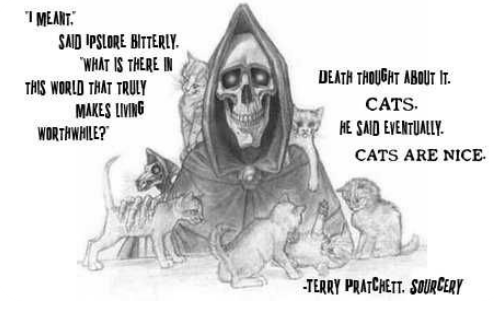 "I MEANT,"
SAID IPSLORE BITTERLY,
"WHAT IS THERE IN
THIS WORLD THAT TRULY
MAKES LIVING
WORTHWHILE?"
DEATH THOUGHT ABOUT IT.
CATS.
HE SAID EVENTUALLY.
CATS ARE NICE.
-TERRY PRATCHETT. SOURCERY